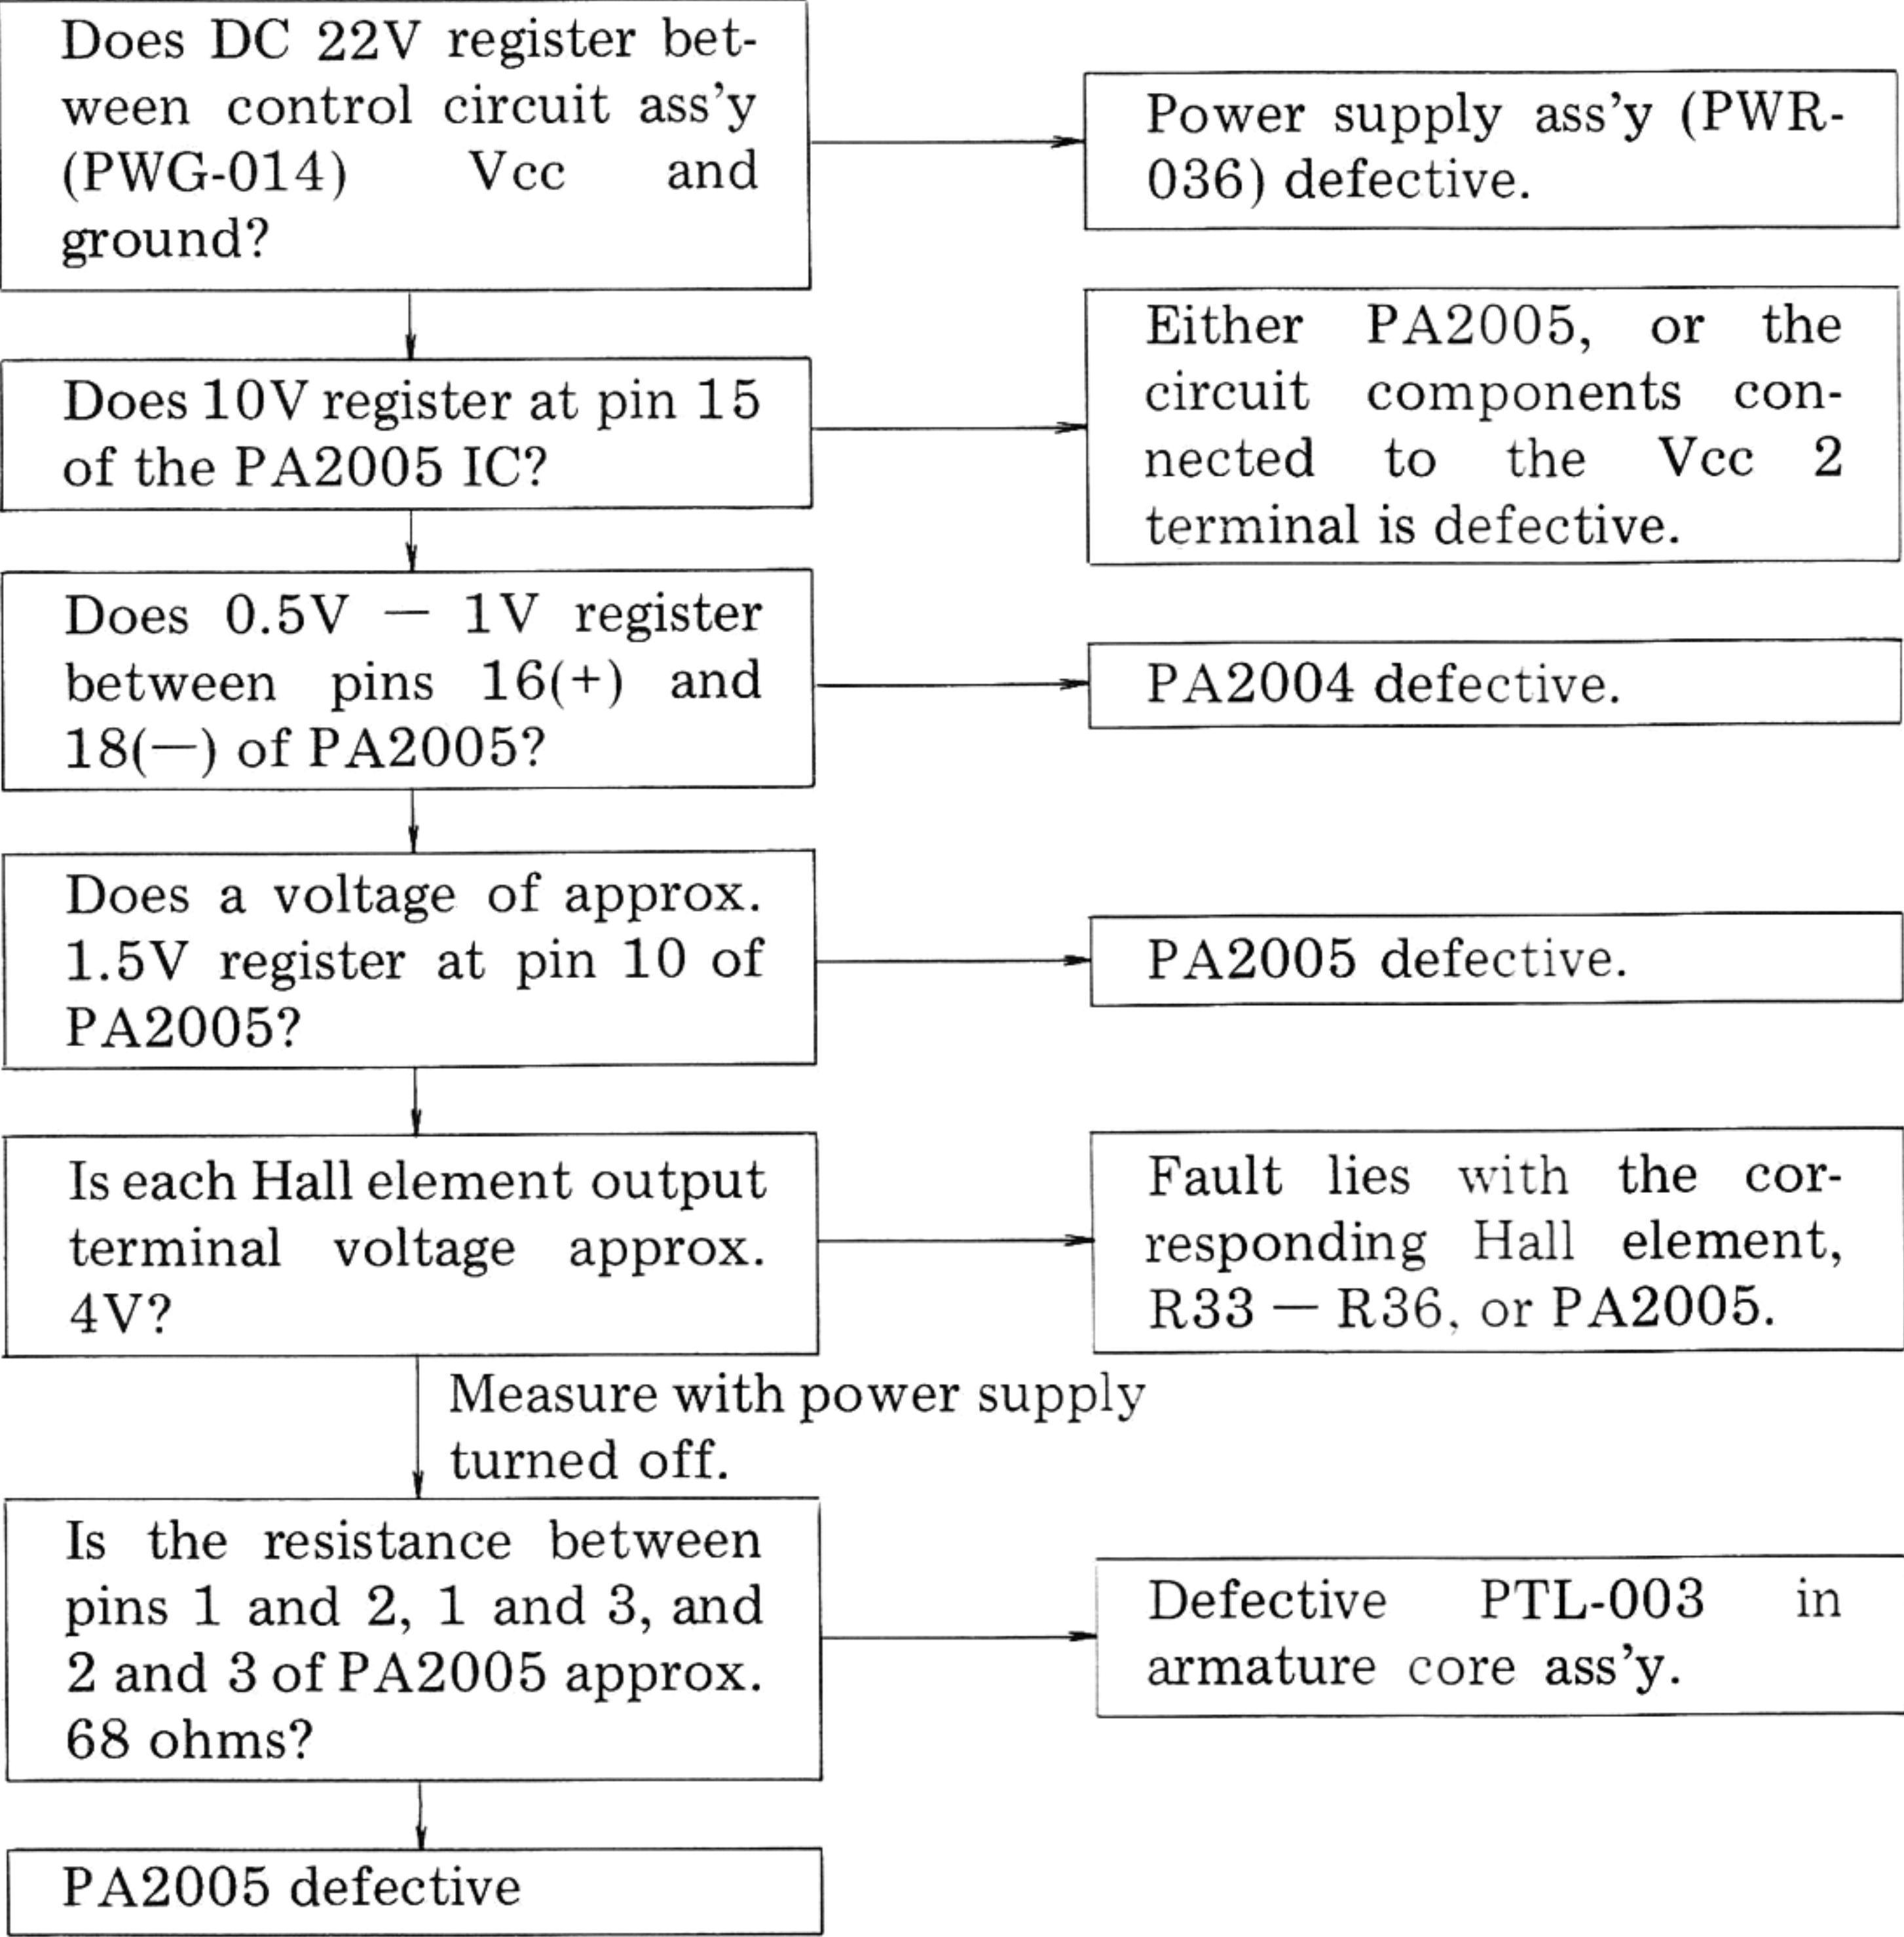 Does DC 22V register bet-
ween control circuit ass'y
(PWG-014) Vcc and
ground?
Power supply ass'y (PWR-
036) defective.
Does 10V register at pin 15
of the PA2005 IC?
Either PA2005, or the
circuit components con-
nected to the Vcc 2
terminal is defective.
Does 0.5V — 1V register
between pins 16(+) and
18(—) of PA2005?
PA2004 defective.
Does a voltage of approx.
1.5V register at pin 10 of
PA2005?
PA2005 defective.
Is each Hall element output
terminal voltage approx.
4V?
Fault lies with the cor-
responding Hall element,
R33 — R36, or PA2005.
Measure with power supply
turned off.
Is the resistance between
pins 1 and 2, 1 and 3, and
2 and 3 of PA2005 approx.
68 ohms?
Defective PTL-003 in
armature core ass'y.
PA2005 defective